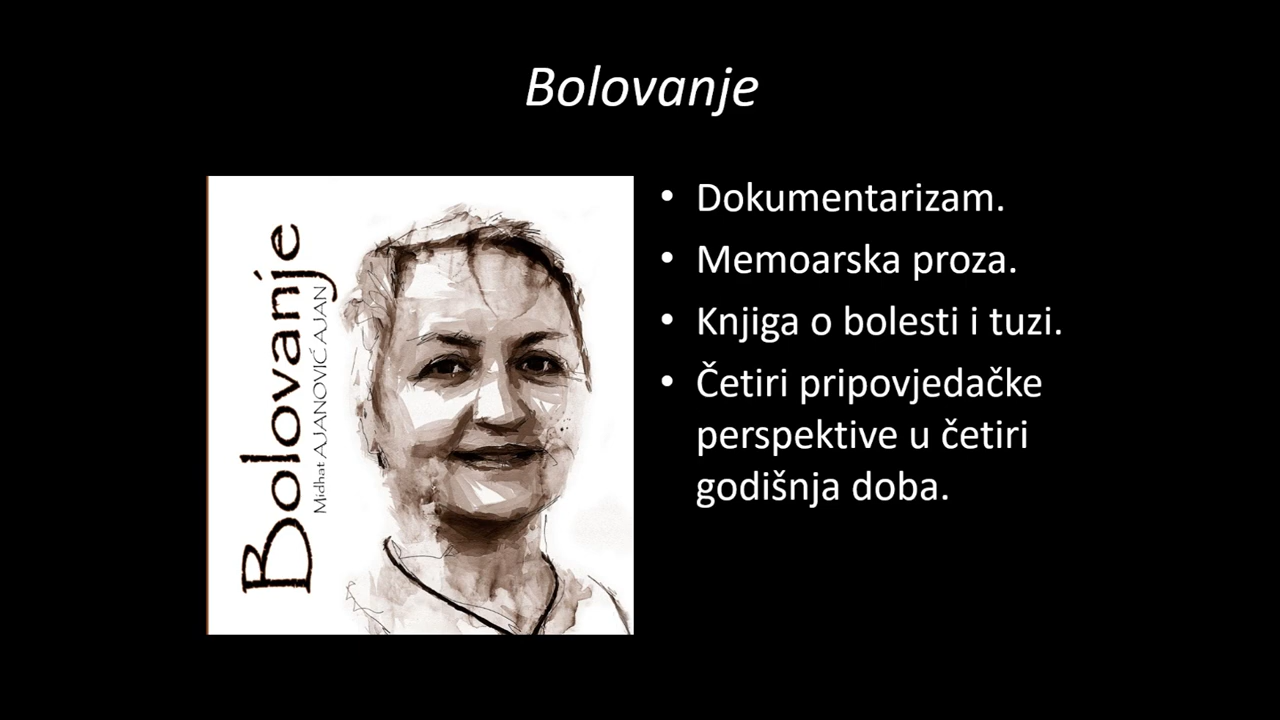 Bolovanje
Bolovanje
Midhat AJANOVIĆ AJAN
• Dokumentarizam.
• Memoarska proza.
• Knjiga o bolesti i tuzi.
• Četiri pripovjedačke
perspektive u četiri
godišnja doba.